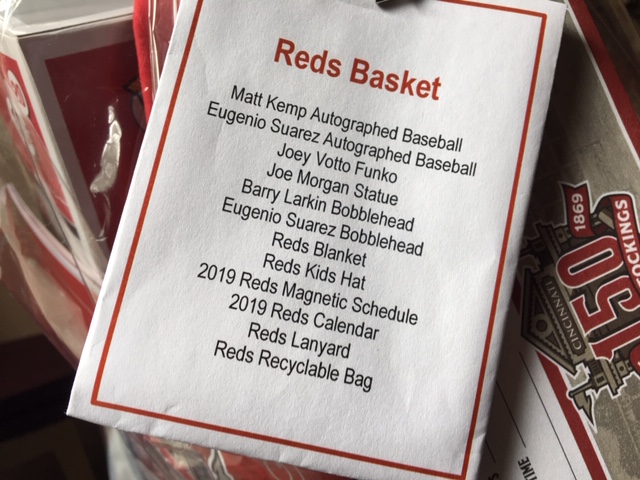 Reds Basket
Matt Kemp Autographed Baseball
Eugenio Suarez Autographed Baseball
Joey Votto Funko
Joe Morgan Statue
Barry Larkin Bobblehead
Eugenio Suarez Bobblehead
Reds Blanket
Reds Kids Hat
2019 Reds Magnetic Schedule
2019 Reds Calendar
Reds Lanyard
Reds Recyclable Bag
1869
150
CINCINNATI
TIME